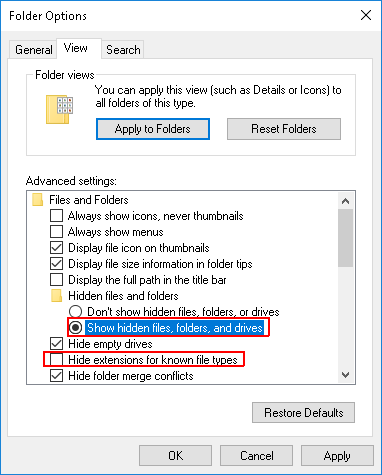 Folder Options
General
View
Search
Folder views
You can apply this view (such as Details or Icons) to
all folders of this type.
Apply to Folders
Reset Folders
Advanced settings:
Files and Folders
Always show icons, never thumbnails
Always show menus
Display file icon on thumbnails
Display file size information in folder tips
Display the full path in the title bar
Hidden files and folders
Don't show hidden files, folders, or drives
Show hidden files, folders, and drives
Hide empty drives
Hide extensions for known file types
Hide folder merge conflicts
Restore Defaults
OK
Cancel
Apply